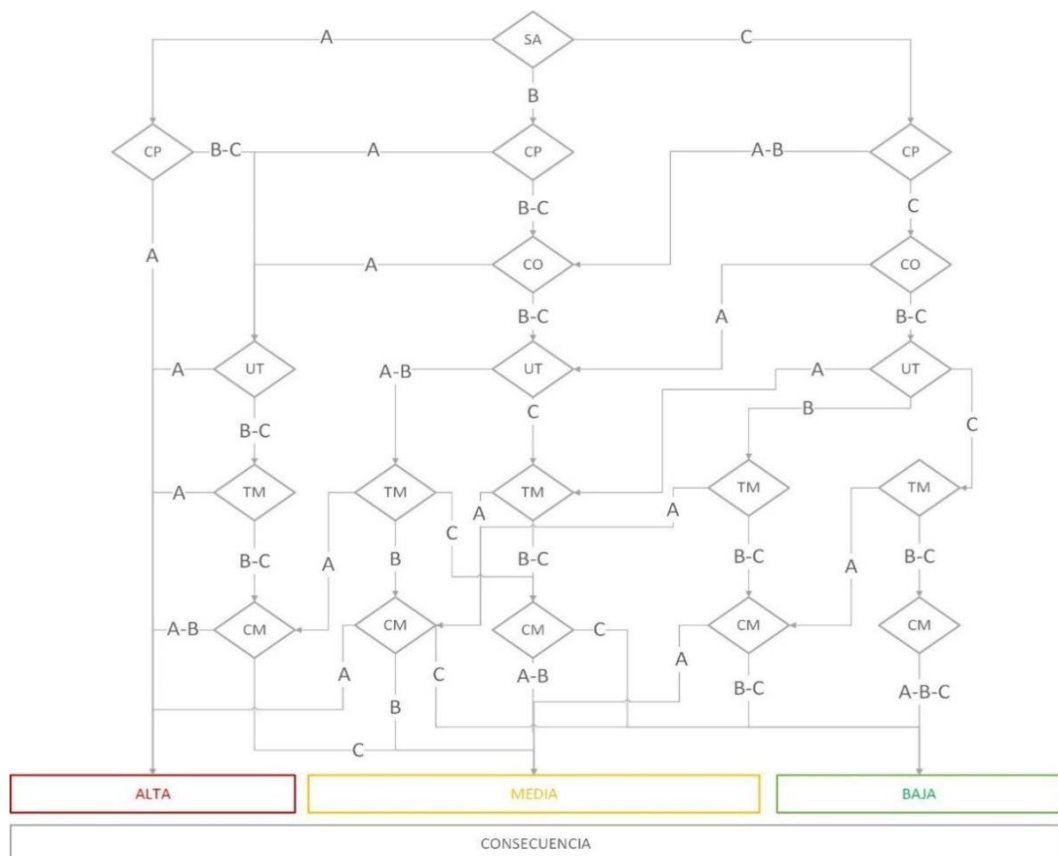 A SA C
B
CP B-C A CP A-B CP
B-C C
A A CO CO
B-C A B-C
A UT A-B UT A UT
B
B-C C C
A TM TM A TM A TM TM
C
B-C B B-C B-C B-C
A A
A-B CM CM CM C CM CM
A C A-B A
B B-C A-B-C
C
ALTA MEDIA BAJA
CONSECUENCIA